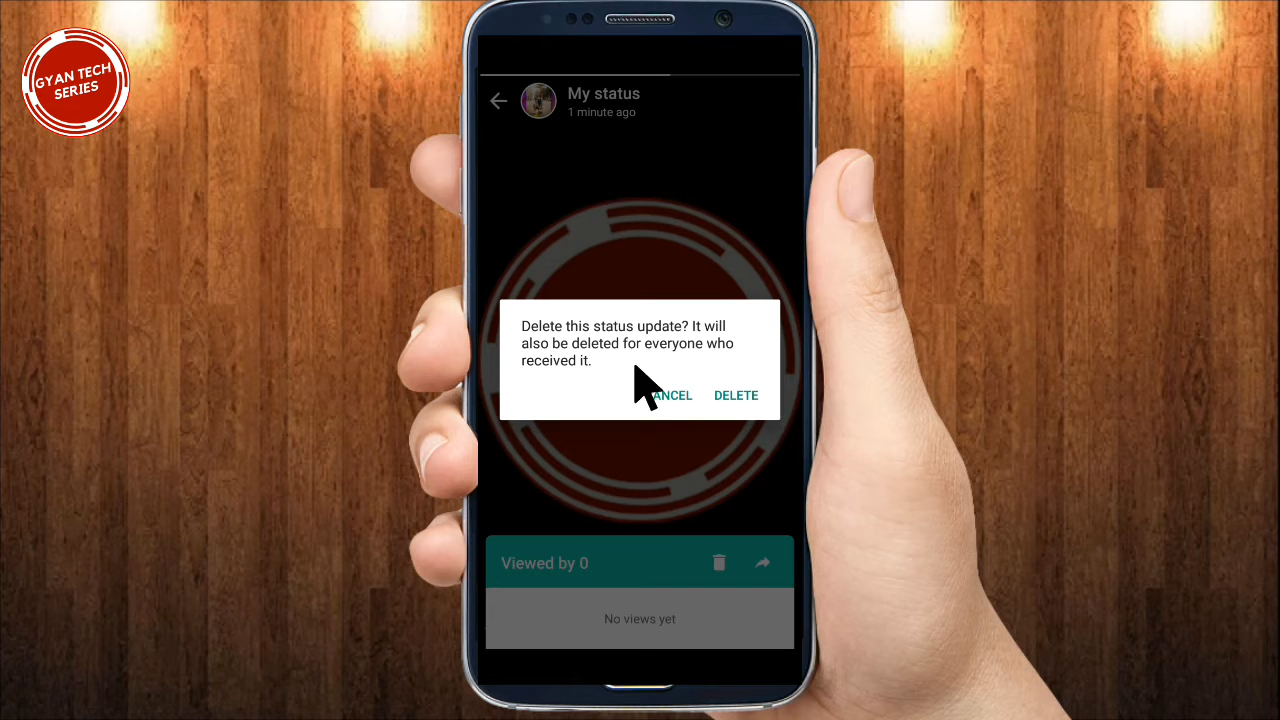 GYAN TECH
SERIES
My status
1 minute ago
Delete this status update? It will
also be deleted for everyone who
received it.
ANCEL DELETE
Viewed by 0
No views yet